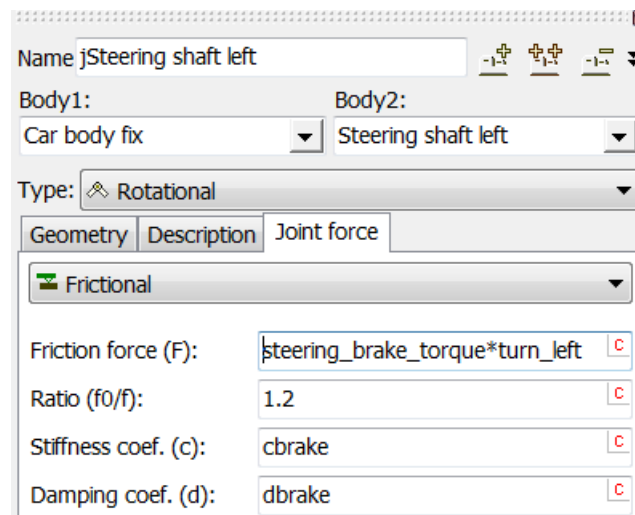 Name jSteering shaft left
Body1: Body2:
Car body fix Steering shaft left
Type: Rotational
Geometry Description Joint force
Frictional
Friction force (F): steering_brake_torque*turn_left C
Ratio (f0/f): 1.2 C
Stiffness coef. (c): cbrake C
Damping coef. (d): dbrake C